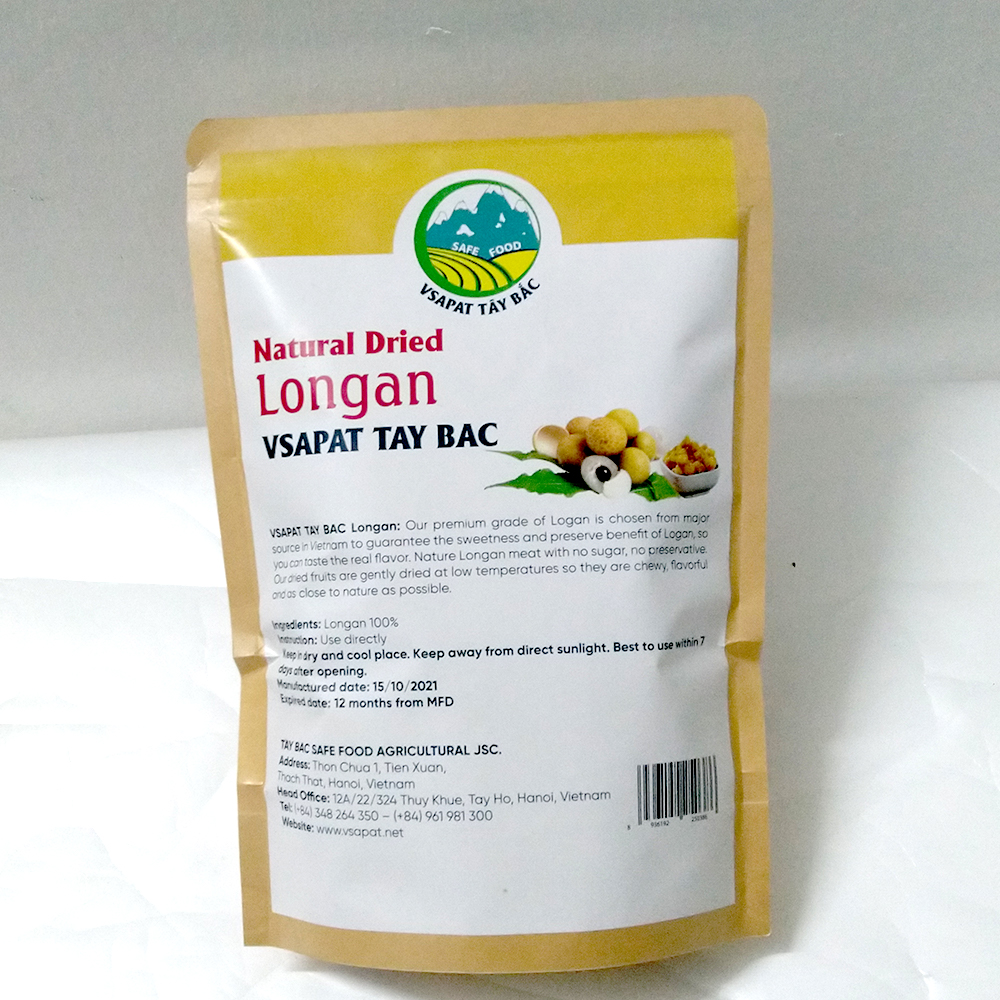 SAFE FOOD
VSAPAT TÂY BẮC
Natural Dried
Longan
VSAPAT TAY BAC
VSAPAT TAY BAC Longan: Our premium grade of Logan is chosen from major
source in Vietnam to guarantee the sweetness and preserve benefit of Logan, so
you can taste the real flavor. Nature Longan meat with no sugar, no preservative.
Our dried fruits are gently dried at low temperatures so they are chewy, flavorful
and as close to nature as possible.
Ingredients: Longan 100%
Instruction: Use directly
Keep in dry and cool place. Keep away from direct sunlight. Best to use within 7
days after opening.
Manufactured date: 15/10/2021
Expired date: 12 months from MFD
TAY BAC SAFE FOOD AGRICULTURAL JSC.
Address: Thon Chua 1, Tien Xuan,
Thach That, Hanoi, Vietnam
Head Office: 12A/22/324 Thuy Khue, Tay Ho, Hanoi, Vietnam
Tel: (+84) 348 264 350 – (+84) 961 981 300
Website: www.vsapat.net